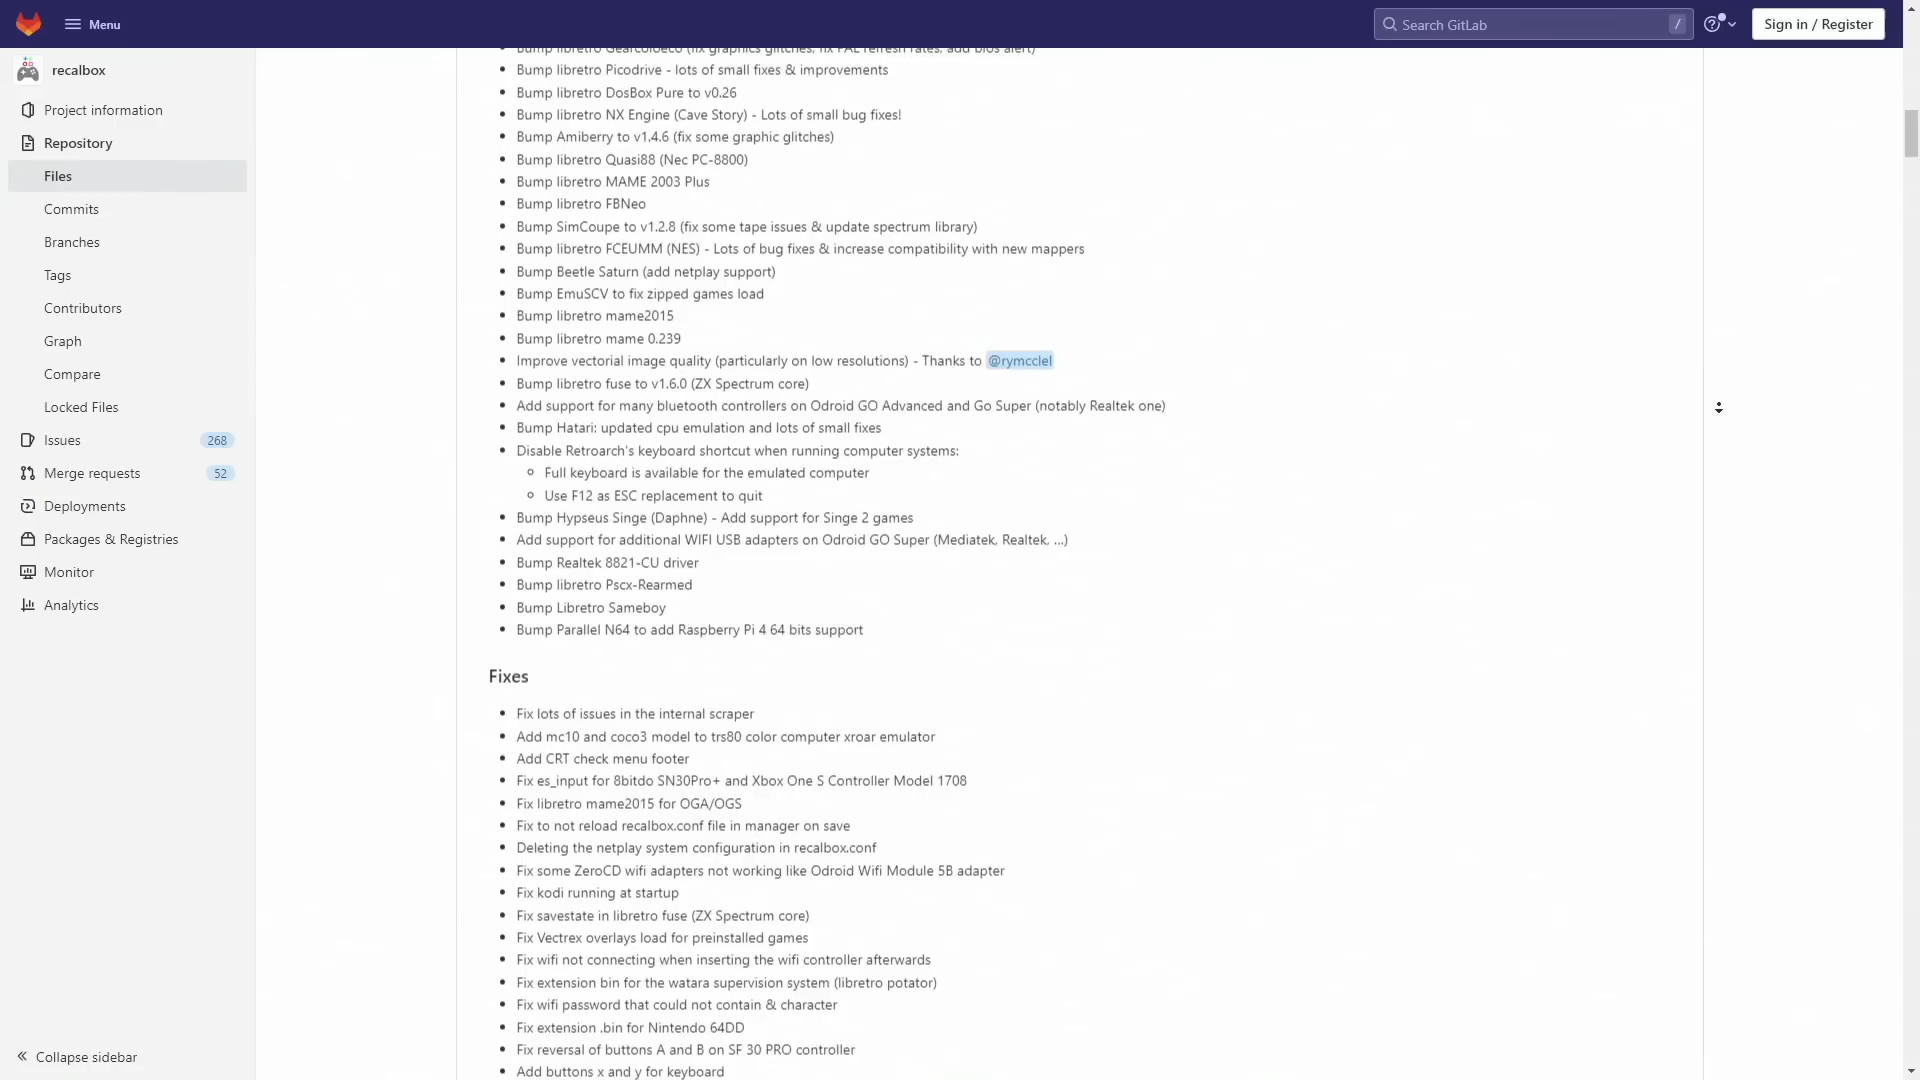 Menu
Search GitLab
/
Sign in / Register
recalbox
Project information
Repository
Files
Commits
Branches
Tags
Contributors
Graph
Compare
Locked Files
Issues 268
Merge requests 52
Deployments
Packages & Registries
Monitor
Analytics
Collapse sidebar
Bump libretro Gearcoloeco (fix graphics glitches, fix PAL refresh rates, add bios alert)
Bump libretro Picodrive - lots of small fixes & improvements
Bump libretro DosBox Pure to v0.26
Bump libretro NX Engine (Cave Story) - Lots of small bug fixes!
Bump Amiberry to v1.4.6 (fix some graphic glitches)
Bump libretro Quasi88 (Nec PC-8800)
Bump libretro MAME 2003 Plus
Bump libretro FBNeo
Bump SimCoupe to v1.2.8 (fix some tape issues & update spectrum library)
Bump libretro FCEUMM (NES) - Lots of bug fixes & increase compatibility with new mappers
Bump Beetle Saturn (add netplay support)
Bump EmuSCV to fix zipped games load
Bump libretro mame2015
Bump libretro mame 0.239
Improve vectorial image quality (particularly on low resolutions) - Thanks to @rymcclel
Bump libretro fuse to v1.6.0 (ZX Spectrum core)
Add support for many bluetooth controllers on Odroid GO Advanced and Go Super (notably Realtek one)
Bump Hatari: updated cpu emulation and lots of small fixes
Disable Retroarch's keyboard shortcut when running computer systems:
Full keyboard is available for the emulated computer
Use F12 as ESC replacement to quit
Bump Hypseus Singe (Daphne) - Add support for Singe 2 games
Add support for additional WIFI USB adapters on Odroid GO Super (Mediatek, Realtek, ...)
Bump Realtek 8821-CU driver
Bump libretro Pscx-Rearmed
Bump Libretro Sameboy
Bump Parallel N64 to add Raspberry Pi 4 64 bits support
Fixes
Fix lots of issues in the internal scraper
Add mc10 and coco3 model to trs80 color computer xroar emulator
Add CRT check menu footer
Fix es_input for 8bitdo SN30Pro+ and Xbox One S Controller Model 1708
Fix libretro mame2015 for OGA/OGS
Fix to not reload recalbox.conf file in manager on save
Deleting the netplay system configuration in recalbox.conf
Fix some ZeroCD wifi adapters not working like Odroid Wifi Module 5B adapter
Fix kodi running at startup
Fix savestate in libretro fuse (ZX Spectrum core)
Fix Vectrex overlays load for preinstalled games
Fix wifi not connecting when inserting the wifi controller afterwards
Fix extension bin for the watara supervision system (libretro potator)
Fix wifi password that could not contain & character
Fix extension .bin for Nintendo 64DD
Fix reversal of buttons A and B on SF 30 PRO controller
Add buttons x and y for keyboard